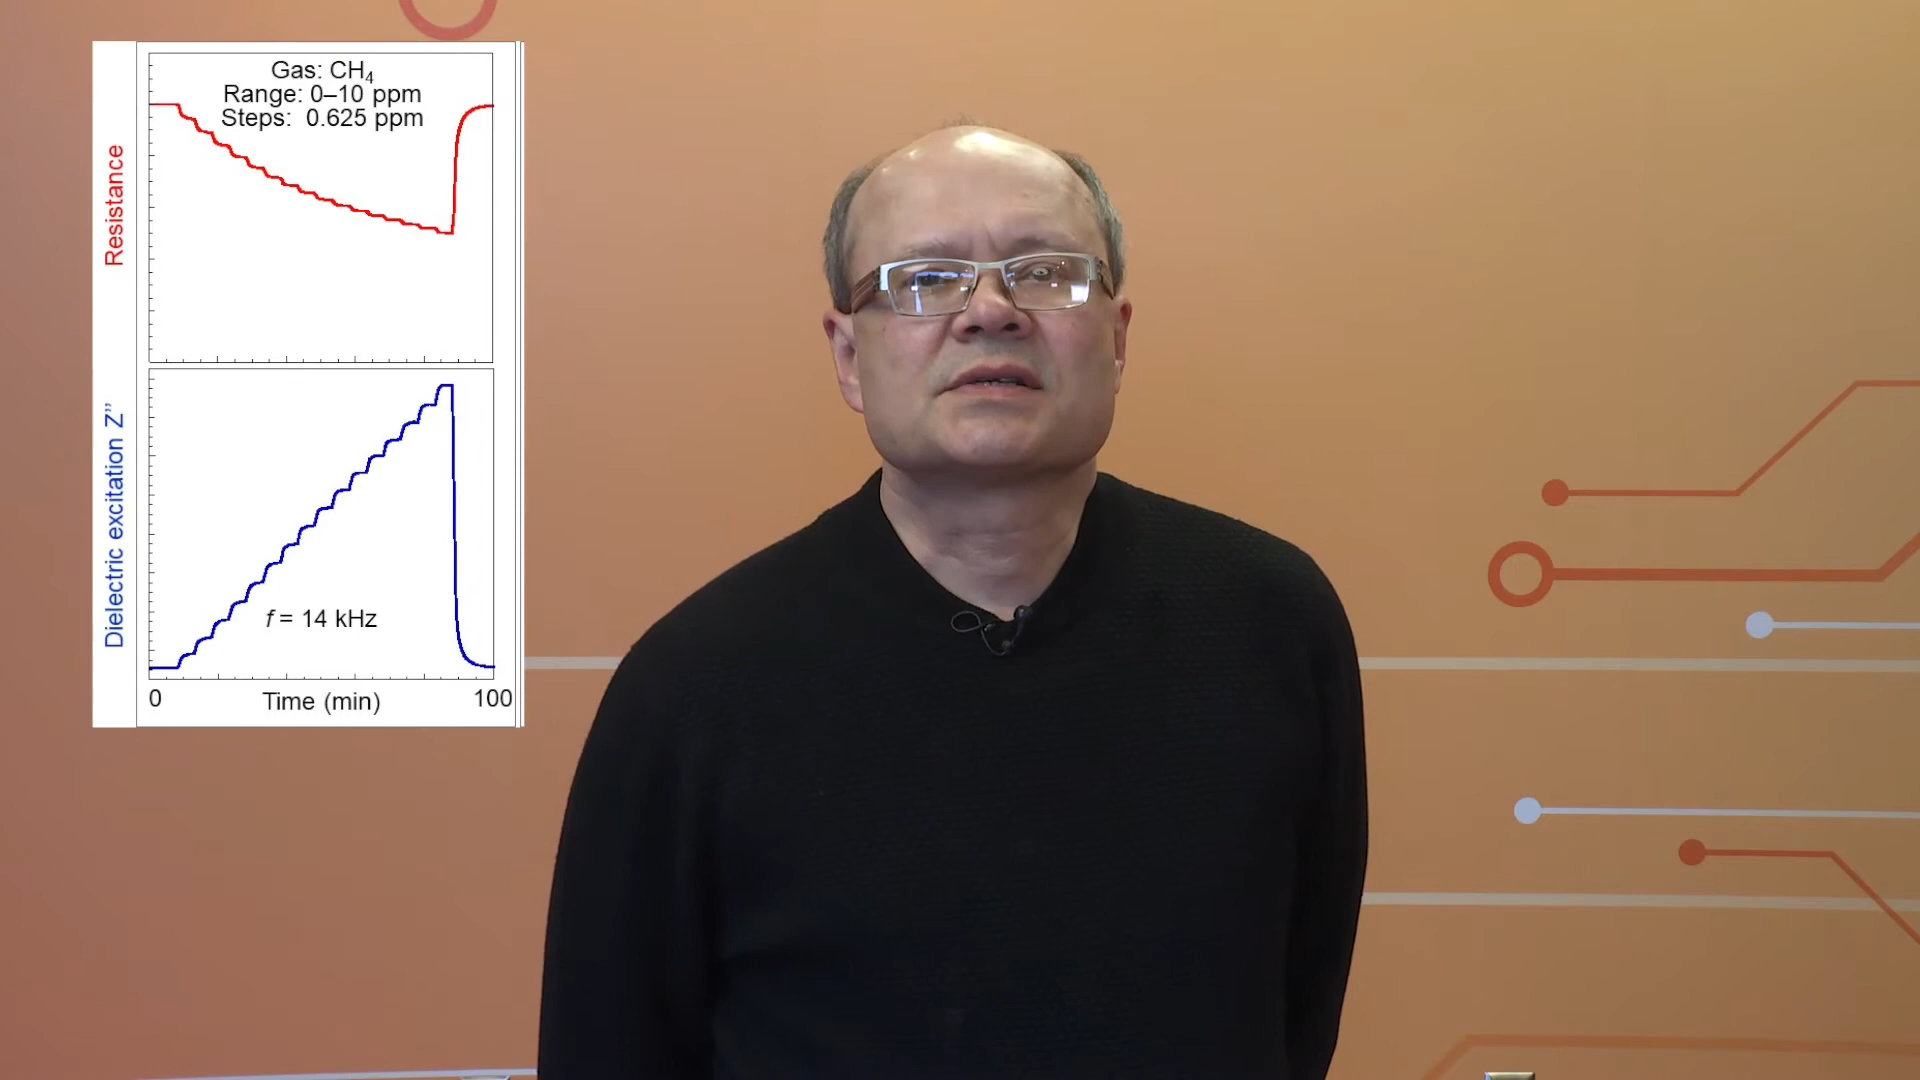 Gas: CH₄
Range: 0–10 ppm
Steps: 0.625 ppm
Resistance
Dielectric excitation Z”
f = 14 kHz
0 Time (min) 100